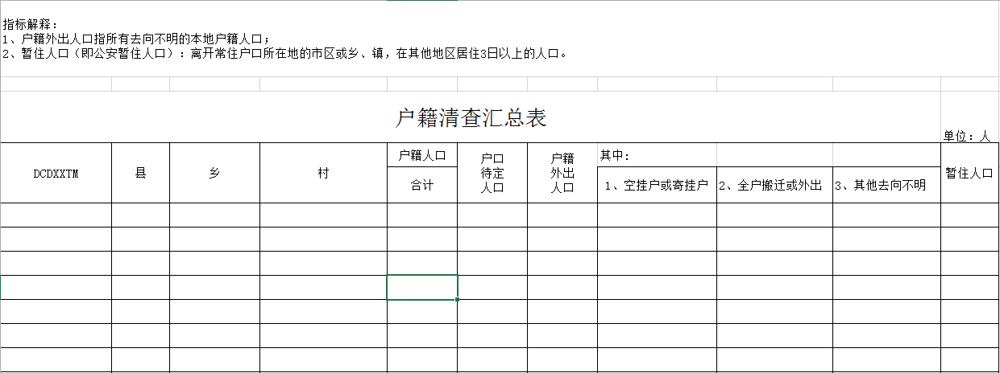 指标解释：
1、户籍外出人口指所有去向不明的本地户籍人口；
2、暂住人口（即公安暂住人口）：离开常住户口所在地的市区或乡、镇，在其他地区居住3日以上的人口。
户籍清查汇总表
单位：人
DCDXXTM
县
乡
村
户籍人口
合计
户口
待定
人口
户籍
外出
人口
其中：
1、空挂户或寄挂户
2、全户搬迁或外出
3、其他去向不明
暂住人口